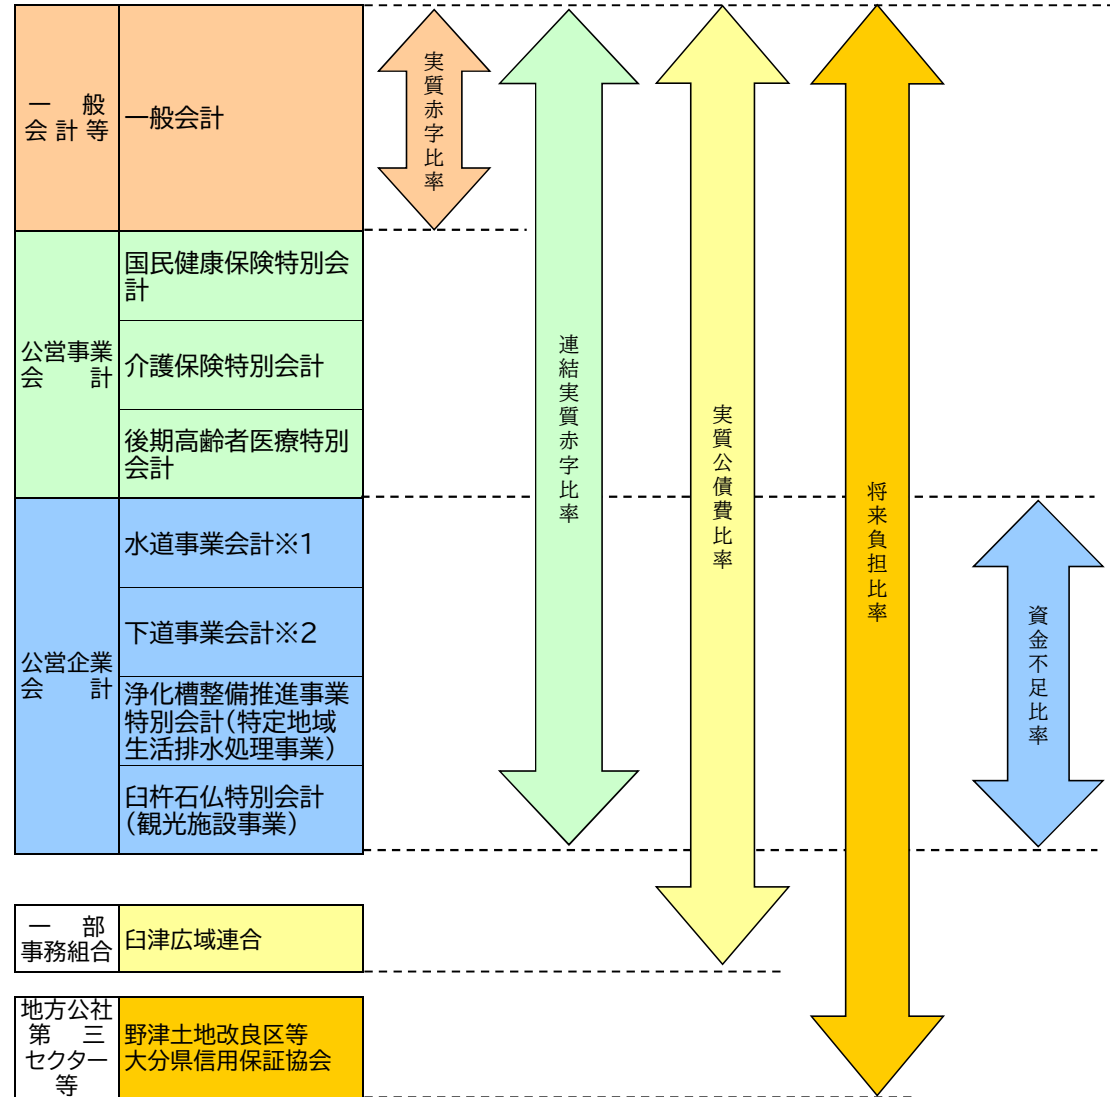 一　般
会 計 等
一般会計
公営事業
会　　計
国民健康保険特別会
計
介護保険特別会計
後期高齢者医療特別
会計
公営企業
会　　計
水道事業会計※1
下道事業会計※2
浄化槽整備推進事業
特別会計（特定地域
生活排水処理事業）
臼杵石仏特別会計
（観光施設事業）
一　部
事務組合
臼津広域連合
地方公社
第　三
セクター
等
野津土地改良区等
大分県信用保証協会
実質赤字比率
連結実質赤字比率
実質公債費比率
将来負担比率
資金不足比率